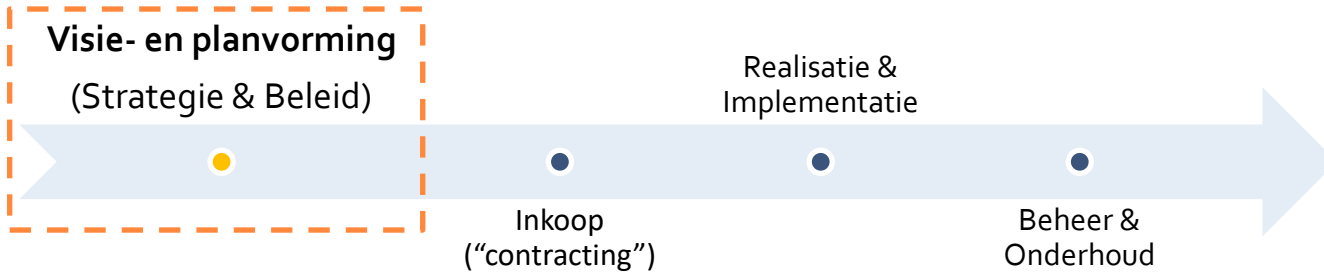 Visie- en planvorming
(Strategie & Beleid)
Inkoop
(“contracting”)
Realisatie &
Implementatie
Beheer &
Onderhoud